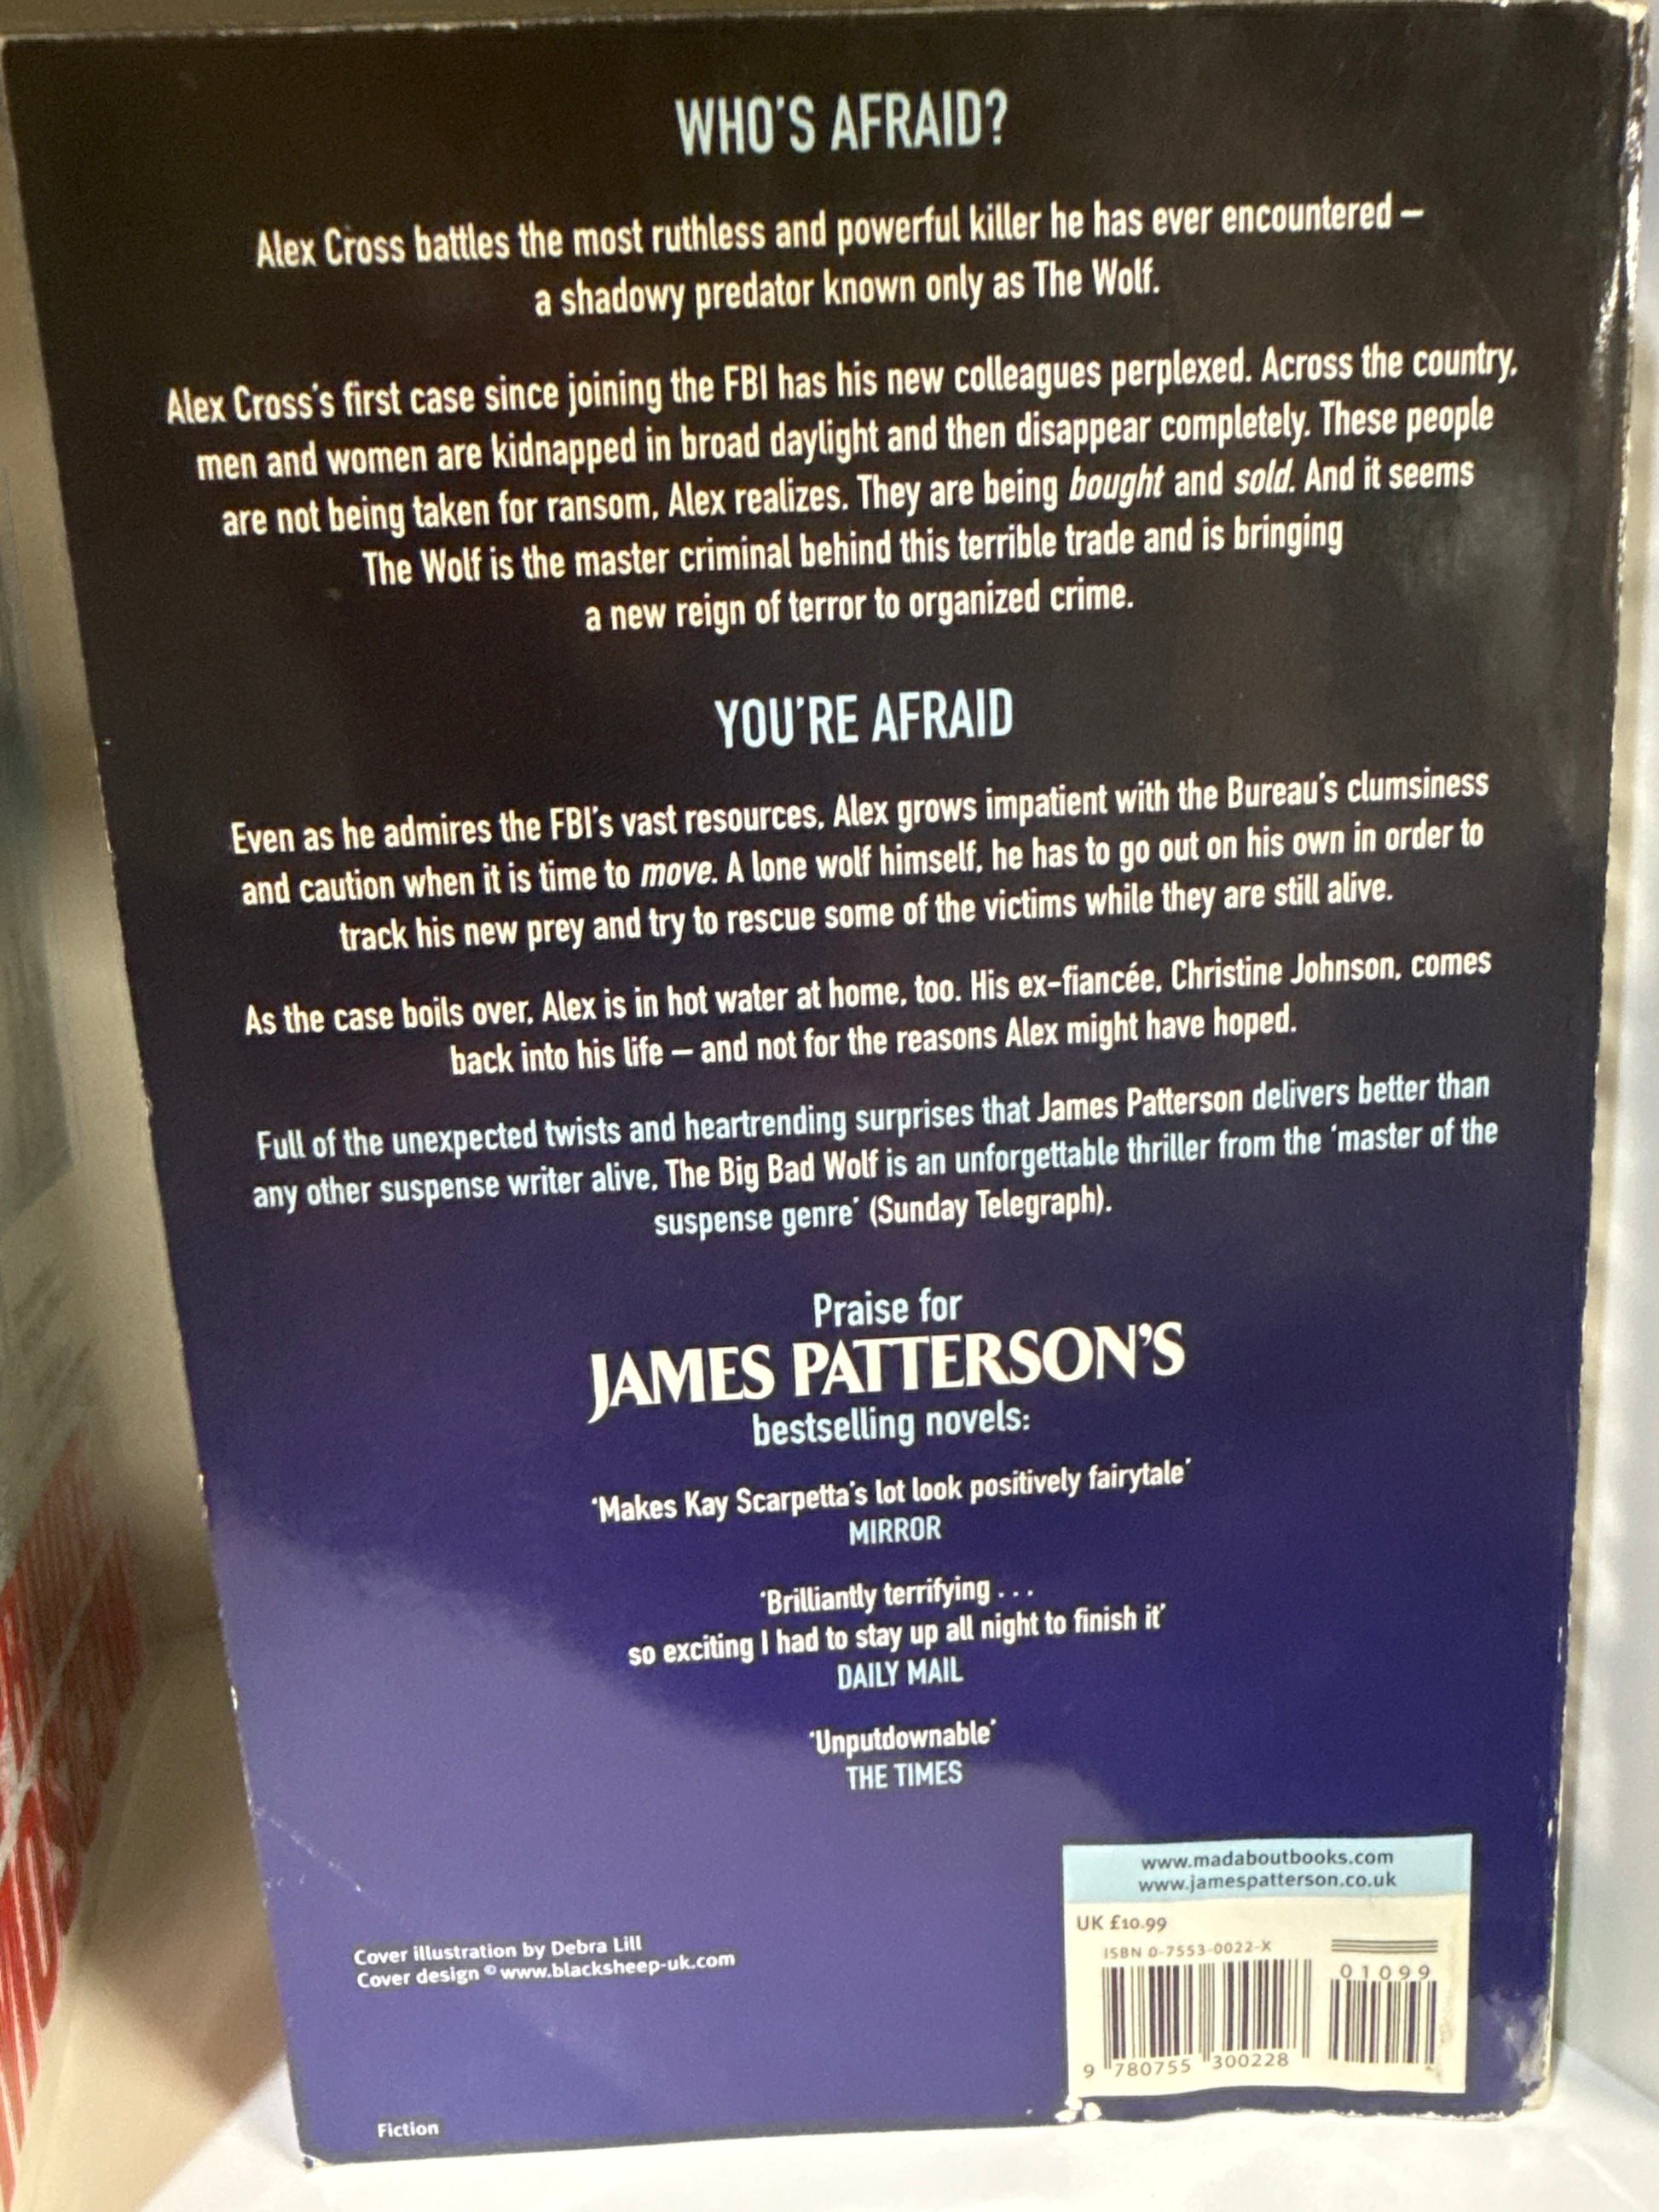 WHO'S AFRAID?
Alex Cross battles the most ruthless and powerful killer he has ever encountered –
a shadowy predator known only as The Wolf.
Alex Cross's first case since joining the FBI has his new colleagues perplexed. Across the country,
men and women are kidnapped in broad daylight and then disappear completely. These people
are not being taken for ransom, Alex realizes. They are being bought and sold. And it seems
The Wolf is the master criminal behind this terrible trade and is bringing
a new reign of terror to organized crime.
YOU'RE AFRAID
Even as he admires the FBI's vast resources, Alex grows impatient with the Bureau's clumsiness
and caution when it is time to move. A lone wolf himself, he has to go out on his own in order to
track his new prey and try to rescue some of the victims while they are still alive.
As the case boils over, Alex is in hot water at home, too. His ex-fiancée, Christine Johnson, comes
back into his life – and not for the reasons Alex might have hoped.
Full of the unexpected twists and heartrending surprises that James Patterson delivers better than
any other suspense writer alive, The Big Bad Wolf is an unforgettable thriller from the 'master of the
suspense genre' (Sunday Telegraph).
Praise for
JAMES PATTERSON'S
bestselling novels:
'Makes Kay Scarpetta's lot look positively fairytale'
MIRROR
'Brilliantly terrifying . . .
so exciting I had to stay up all night to finish it'
DAILY MAIL
'Unputdownable'
THE TIMES
www.madaboutbooks.com
www.jamespatterson.co.uk
UK £10.99
ISBN 0-7553-0022-X
01099
9 780755 300228
Cover illustration by Debra Lill
Cover design © www.blacksheep-uk.com
Fiction